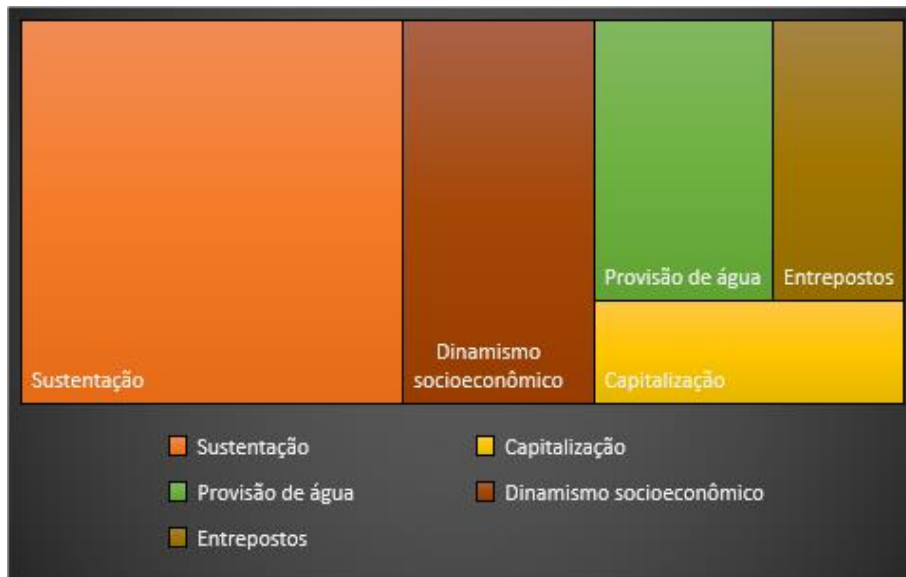 Provisão de água
Entrepostos
Dinamismo
socioeconômico
Sustentação
Capitalização
Sustentação
Capitalização
Provisão de água
Dinamismo socioeconômico
Entrepostos